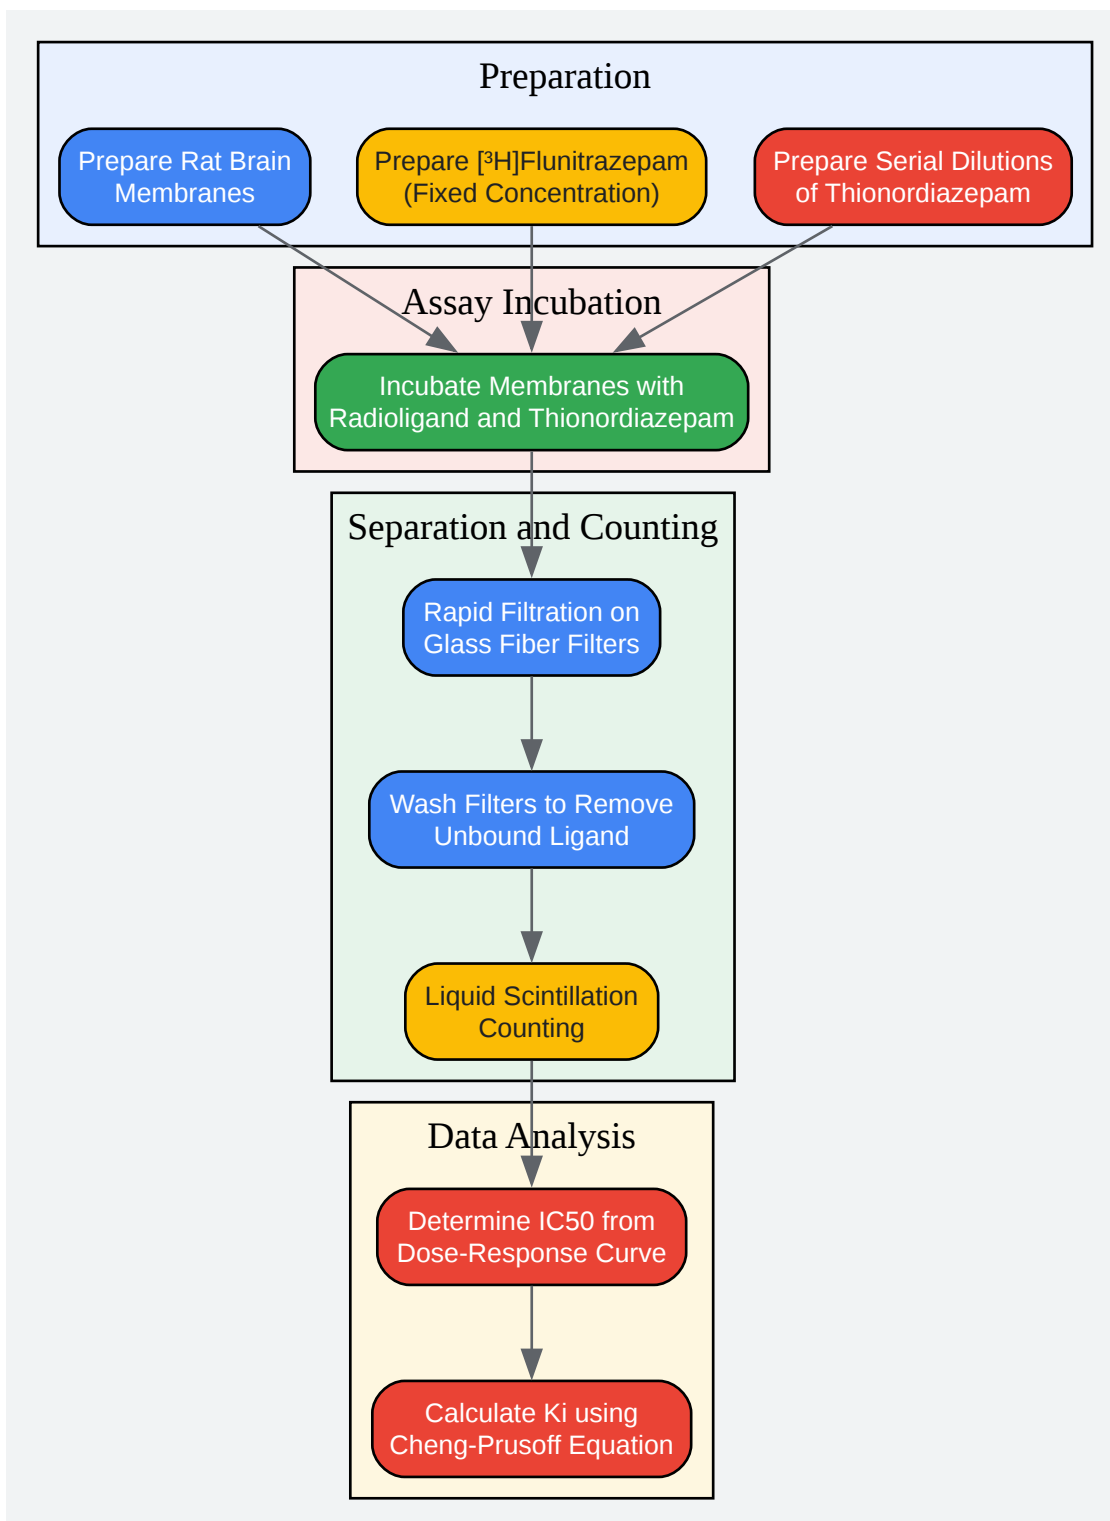 Preparation
Prepare Rat Brain
Membranes
Prepare [³H]Flunitrazepam
(Fixed Concentration)
Prepare Serial Dilutions
of Thionordiazepam
Assay Incubation
Incubate Membranes with
Radioligand and Thionordiazepam
Separation and Counting
Rapid Filtration on
Glass Fiber Filters
Wash Filters to Remove
Unbound Ligand
Liquid Scintillation
Counting
Data Analysis
Determine IC50 from
Dose-Response Curve
Calculate Ki using
Cheng-Prusoff Equation